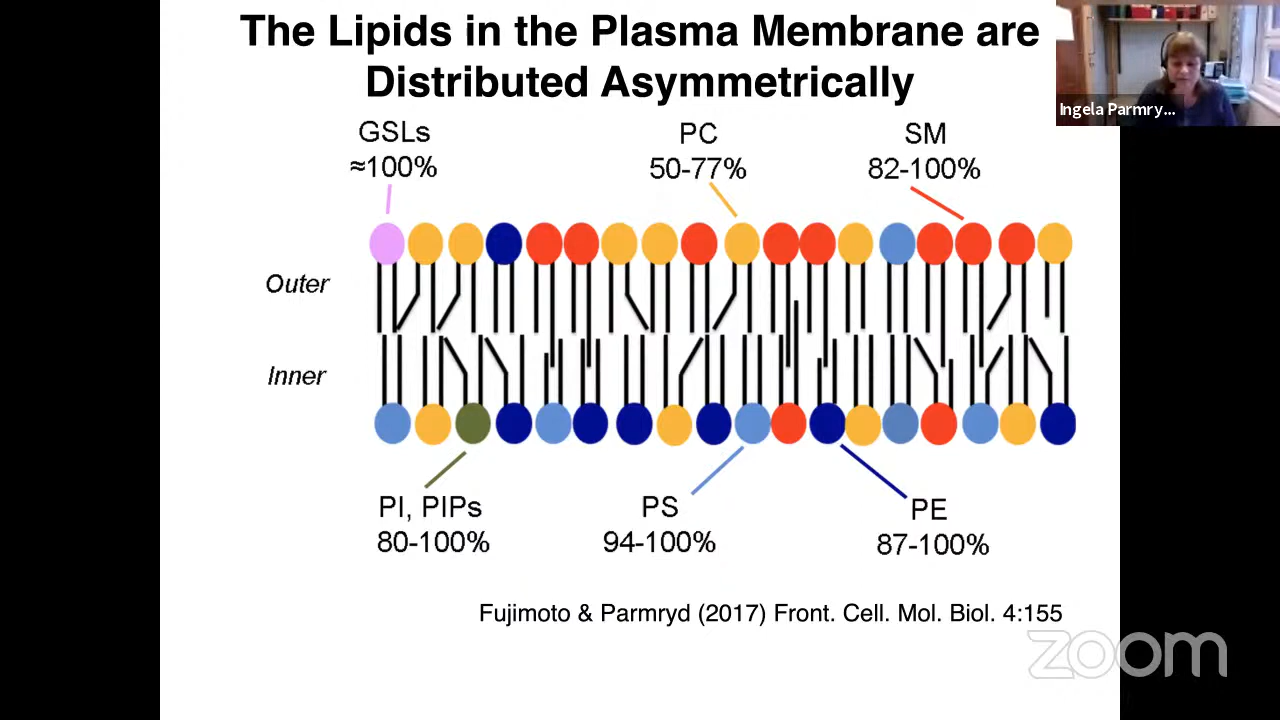 The Lipids in the Plasma Membrane are
Distributed Asymmetrically
Ingela Parmry...
GSLs
≈100%
PC
50-77%
SM
82-100%
Outer
Inner
PI, PIPs
80-100%
PS
94-100%
PE
87-100%
Fujimoto & Parmryd (2017) Front. Cell. Mol. Biol. 4:155
zoom